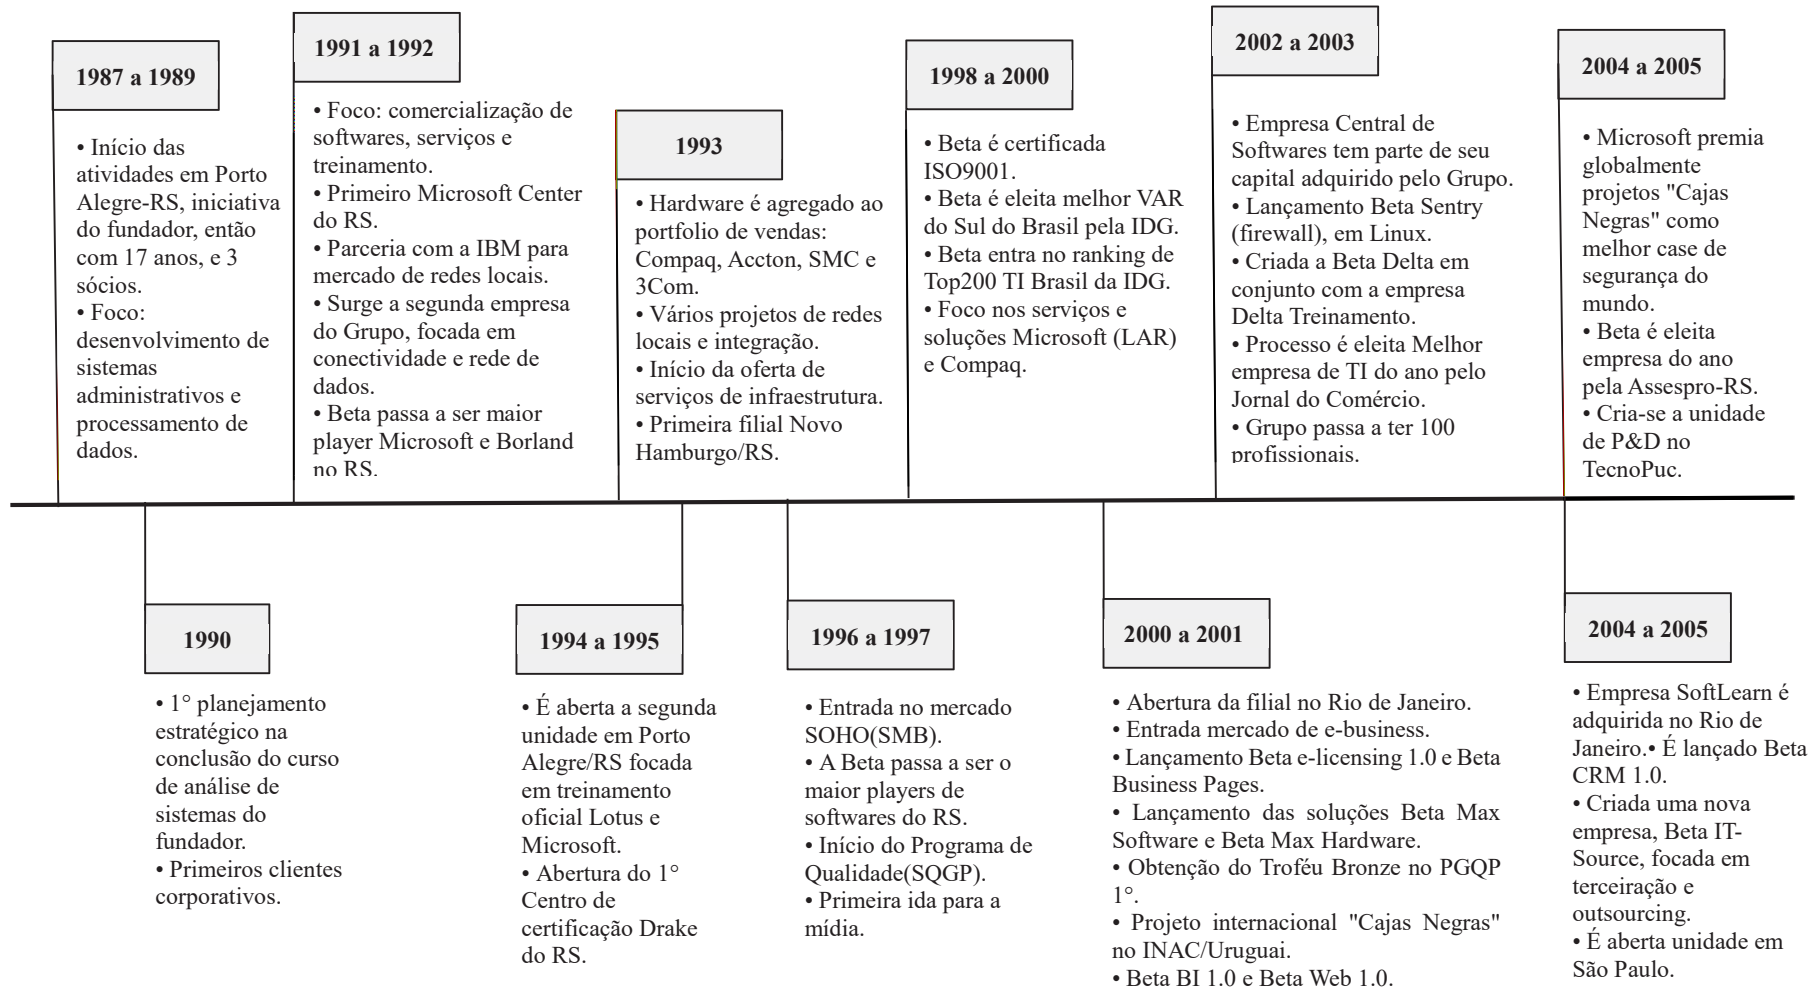 1987 a 1989
• Início das
atividades em Porto
Alegre-RS, iniciativa
do fundador, então
com 17 anos, e 3
sócios.
• Foco:
desenvolvimento de
sistemas
administrativos e
processamento de
dados.
1991 a 1992
• Foco: comercialização de
softwares, serviços e
treinamento.
• Primeiro Microsoft Center
do RS.
• Parceria com a IBM para
mercado de redes locais.
• Surge a segunda empresa
do Grupo, focada em
conectividade e rede de
dados.
• Beta passa a ser maior
player Microsoft e Borland
no RS.
1993
• Hardware é agregado ao
portfolio de vendas:
Compaq, Accton, SMC e
3Com.
• Vários projetos de redes
locais e integração.
• Início da oferta de
serviços de infraestrutura.
• Primeira filial Novo
Hamburgo/RS.
1998 a 2000
• Beta é certificada
ISO9001.
• Beta é eleita melhor VAR
do Sul do Brasil pela IDG.
• Beta entra no ranking de
Top200 TI Brasil da IDG.
• Foco nos serviços e
soluções Microsoft (LAR)
e Compaq.
2002 a 2003
• Empresa Central de
Softwares tem parte de seu
capital adquirido pelo Grupo.
• Lançamento Beta Sentry
(firewall), em Linux.
• Criada a Beta Delta em
conjunto com a empresa
Delta Treinamento.
• Processo é eleita Melhor
empresa de TI do ano pelo
Jornal do Comércio.
• Grupo passa a ter 100
profissionais.
2004 a 2005
• Microsoft premia
globalmente
projetos "Cajas
Negras" como
melhor case de
segurança do
mundo.
• Beta é eleita
empresa do ano
pela Assespro-RS.
• Cria-se a unidade
de P&D no
TecnoPuc.
1990
• 1° planejamento
estratégico na
conclusão do curso
de análise de
sistemas do
fundador.
• Primeiros clientes
corporativos.
1994 a 1995
• É aberta a segunda
unidade em Porto
Alegre/RS focada
em treinamento
oficial Lotus e
Microsoft.
• Abertura do 1°
Centro de
certificação Drake
do RS.
1996 a 1997
• Entrada no mercado
SOHO(SMB).
• A Beta passa a ser o
maior players de
softwares do RS.
• Início do Programa de
Qualidade(SQGP).
• Primeira ida para a
mídia.
2000 a 2001
• Abertura da filial no Rio de Janeiro.
• Entrada mercado de e-business.
• Lançamento Beta e-licensing 1.0 e Beta
Business Pages.
• Lançamento das soluções Beta Max
Software e Beta Max Hardware.
• Obtenção do Troféu Bronze no PGQP
1°.
• Projeto internacional "Cajas Negras"
no INAC/Uruguai.
• Beta BI 1.0 e Beta Web 1.0.
2004 a 2005
• Empresa SoftLearn é
adquirida no Rio de
Janeiro.• É lançado Beta
CRM 1.0.
• Criada uma nova
empresa, Beta IT-
Source, focada em
terceiração e
outsourcing.
• É aberta unidade em
São Paulo.